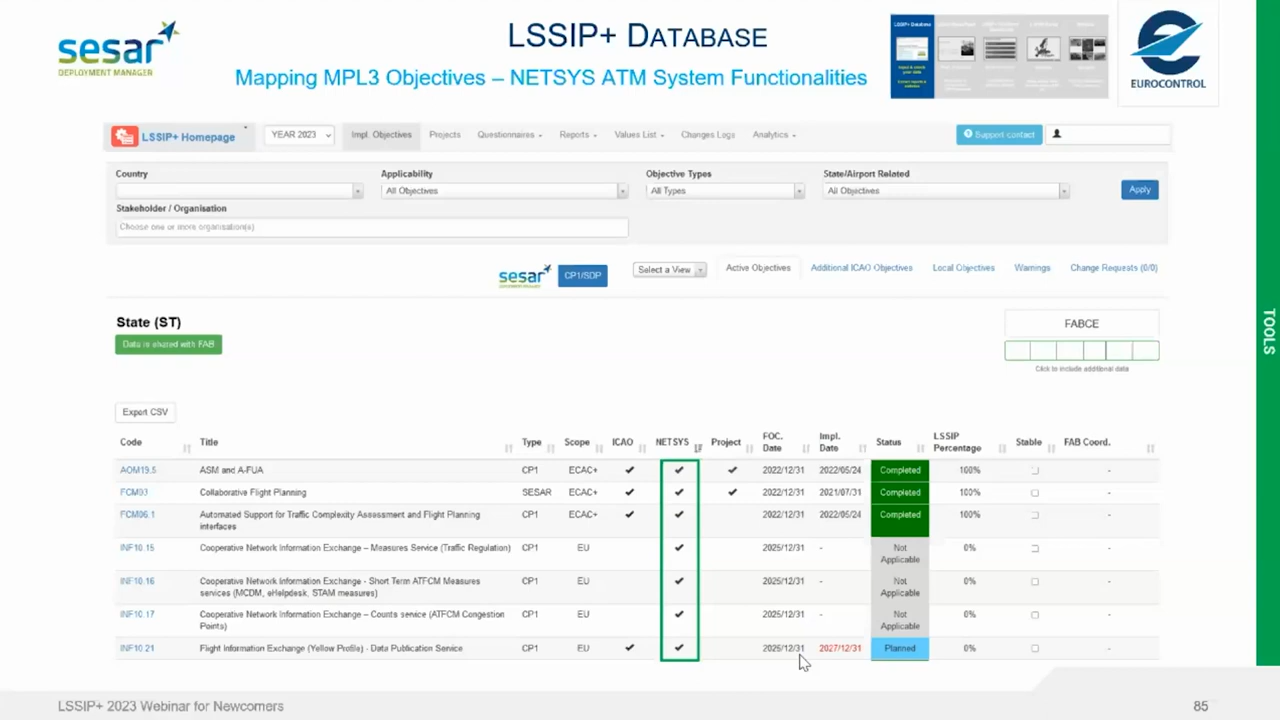 sesar
DEPLOYMENT MANAGER
LSSIP+ DATABASE
Mapping MPL3 Objectives – NETSYS ATM System Functionalities
LSSIP+ Database
EUROCONTROL
LSSIP+ Homepage
YEAR 2023
Impl. Objectives
Projects
Questionnaires
Reports
Values List
Changes Logs
Analytics
Support contact
Country
Applicability
All Objectives
Objective Types
All Types
State/Airport Related
All Objectives
Apply
Stakeholder / Organisation
Choose one or more organisation(s)
sesar
CP1/SDP
Select a View
Active Objectives
Additional ICAO Objectives
Local Objectives
Warnings
Change Requests (0/0)
State (ST)
Data is shared with FAB
FABCE
Click to include additional data
Export CSV
Code Title Type Scope ICAO NETSYS Project FOC. Date Impl. Date Status LSSIP Percentage Stable FAB Coord.
AOM19.5 ASM and A-FUA CP1 ECAC+ ✔ ✔ ✔ 2022/12/31 2022/05/24 Completed 100% -
FCM03 Collaborative Flight Planning SESAR ECAC+ ✔ ✔ ✔ 2022/12/31 2021/07/31 Completed 100% -
FCM06.1 Automated Support for Traffic Complexity Assessment and Flight Planning interfaces CP1 ECAC+ ✔ ✔ 2022/12/31 2022/05/24 Completed 100% -
INF10.15 Cooperative Network Information Exchange – Measures Service (Traffic Regulation) CP1 EU ✔ 2025/12/31 - Not Applicable 0% -
INF10.16 Cooperative Network Information Exchange - Short Term ATFCM Measures services (MCDM, eHelpdesk, STAM measures) CP1 EU ✔ 2025/12/31 - Not Applicable 0% -
INF10.17 Cooperative Network Information Exchange – Counts service (ATFCM Congestion Points) CP1 EU ✔ 2025/12/31 - Not Applicable 0% -
INF10.21 Flight Information Exchange (Yellow Profile) - Data Publication Service CP1 EU ✔ ✔ 2025/12/31 2027/12/31 Planned 0% -
TOOLS
LSSIP+ 2023 Webinar for Newcomers
85